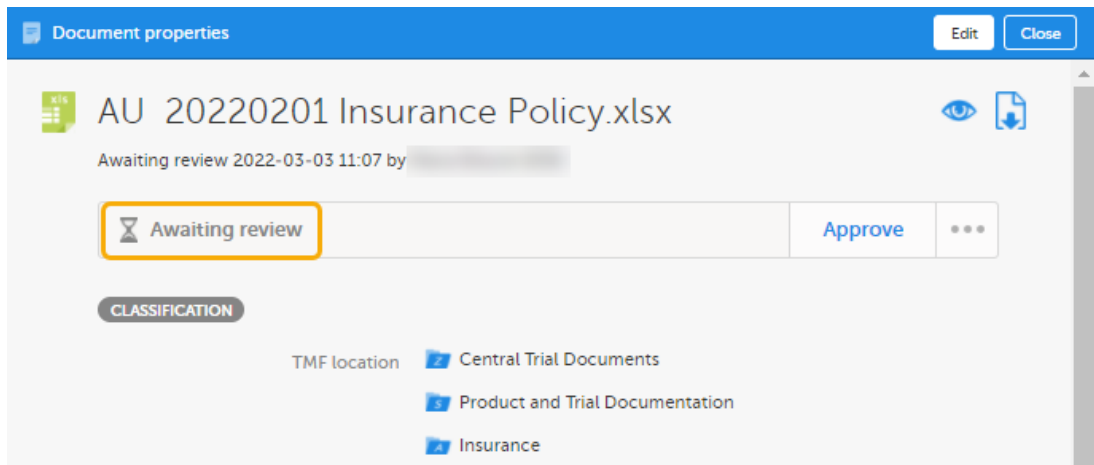 Document properties
Edit
Close
xls
AU 20220201 Insurance Policy.xlsx
Awaiting review 2022-03-03 11:07 by
Awaiting review
Approve
CLASSIFICATION
TMF location
Z
Central Trial Documents
S
Product and Trial Documentation
A
Insurance